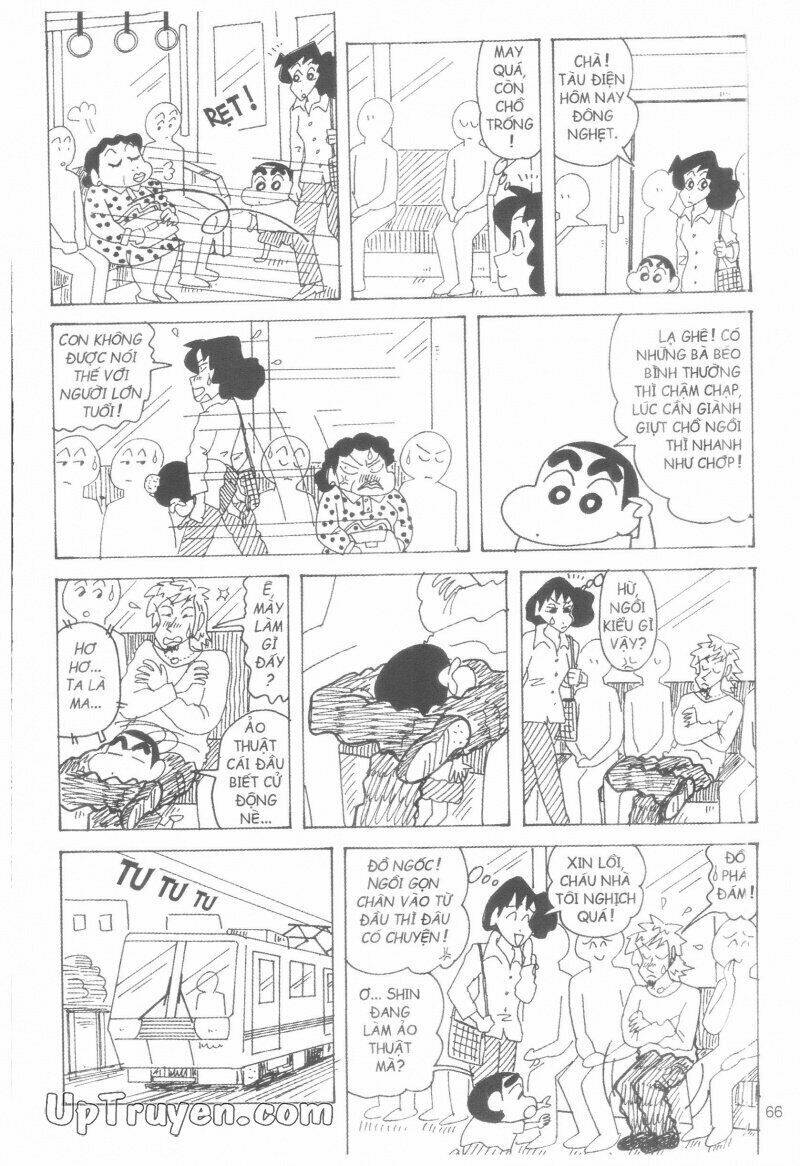 CHÀ!
TÀU ĐIỆN
HÔM NAY
ĐÔNG
NGHẸT.
MAY
QUÁ,
CÒN
CHỖ
TRỐNG
!
RẸT!
LẠ GHÊ! CÓ
NHỮNG BÀ BÉO
BÌNH THƯỜNG
THÌ CHẬM CHẠP,
LÚC CẦN GIÀNH
GIỰT CHỖ NGỒI
THÌ NHANH
NHƯ CHỚP!
CON KHÔNG
ĐƯỢC NÓI
THẾ VỚI
NGƯỜI LỚN
TUỔI!
HỪ,
NGỒI
KIỂU GÌ
VẬY?
Ê,
MÀY
LÀM
GÌ
ĐẤY
?
HƠ
HƠ...
TA LÀ
MA...
ẢO
THUẬT
CÁI ĐẦU
BIẾT CỬ
ĐỘNG
NÈ...
ĐỒ
PHÁ
ĐÁM!
XIN LỖI,
CHÁU NHÀ
TÔI NGHỊCH
QUÁ!
ĐỒ NGỐC!
NGỒI GỌN
CHÂN VÀO TỪ
ĐẦU THÌ ĐÂU
CÓ CHUYỆN!
Ơ... SHIN
ĐANG
LÀM ẢO
THUẬT
MÀ?
TU TU TU
UpTruyen.com
66